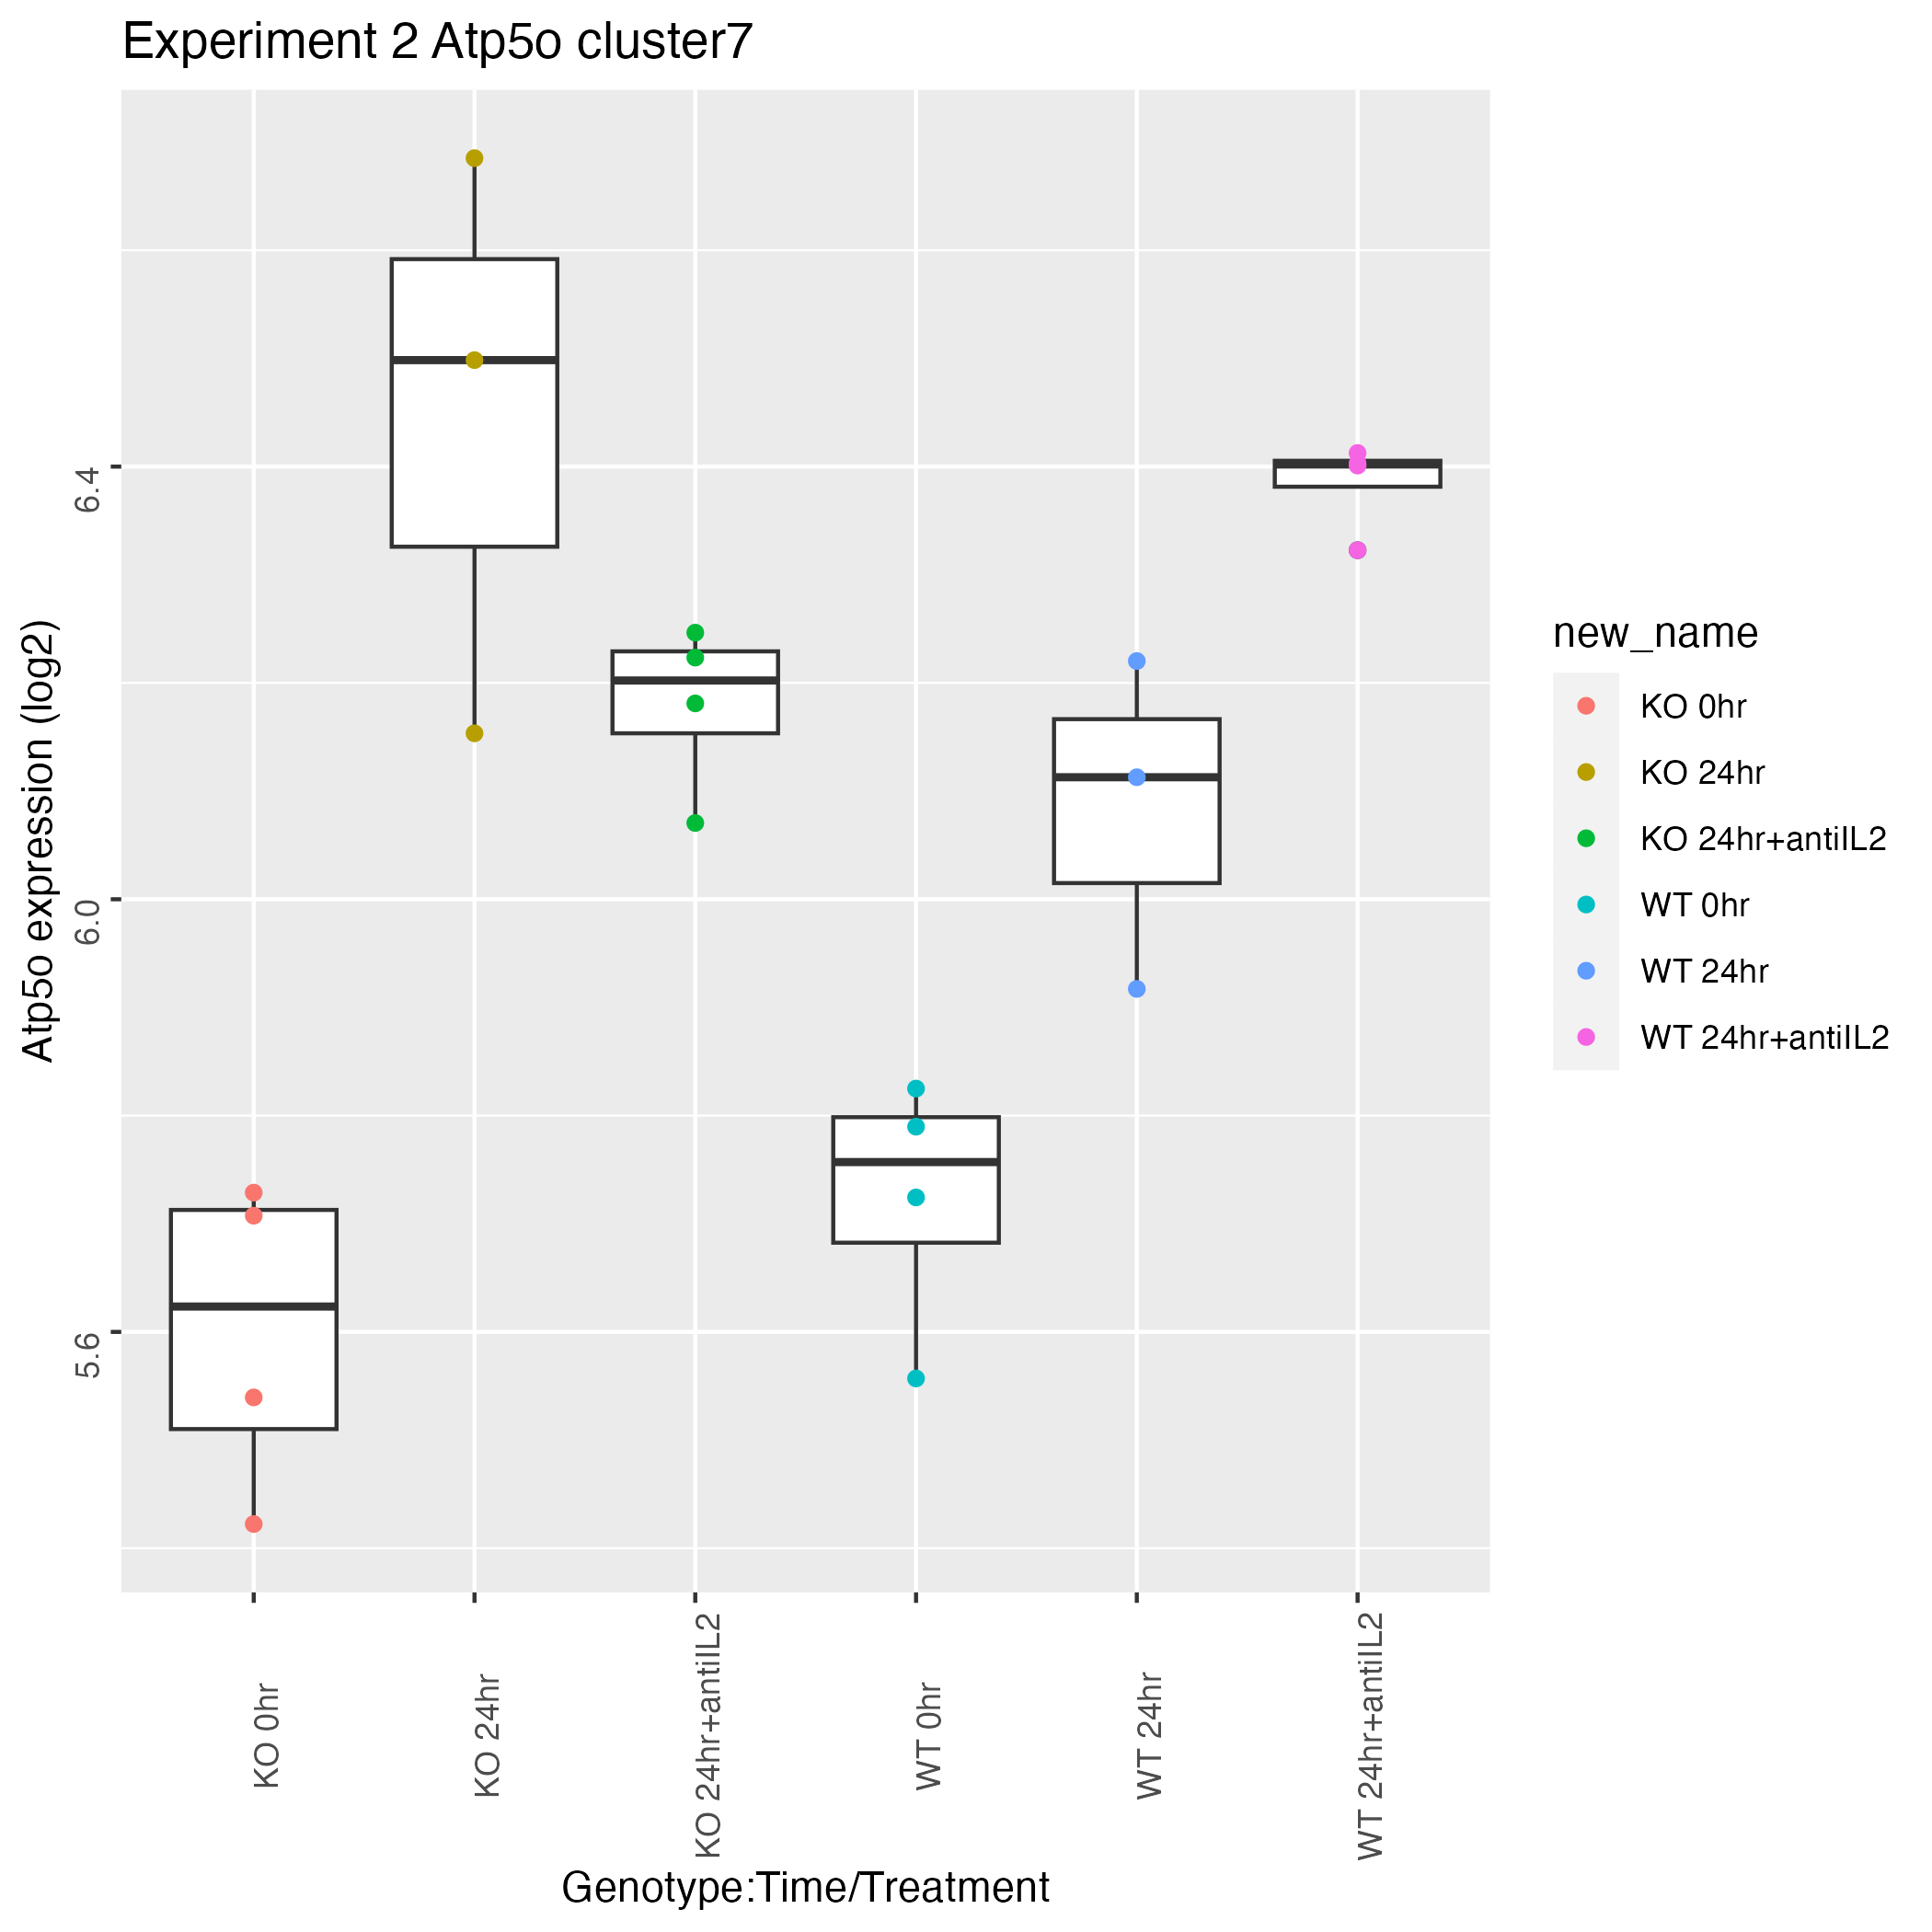 Experiment 2 Atp5o cluster7
Atp5o expression (log2)
6.4
6.0
5.6
KO 0hr
KO 24hr
KO 24hr+antiIL2
WT 0hr
WT 24hr
WT 24hr+antiIL2
Genotype:Time/Treatment
new_name
KO 0hr
KO 24hr
KO 24hr+antiIL2
WT 0hr
WT 24hr
WT 24hr+antiIL2